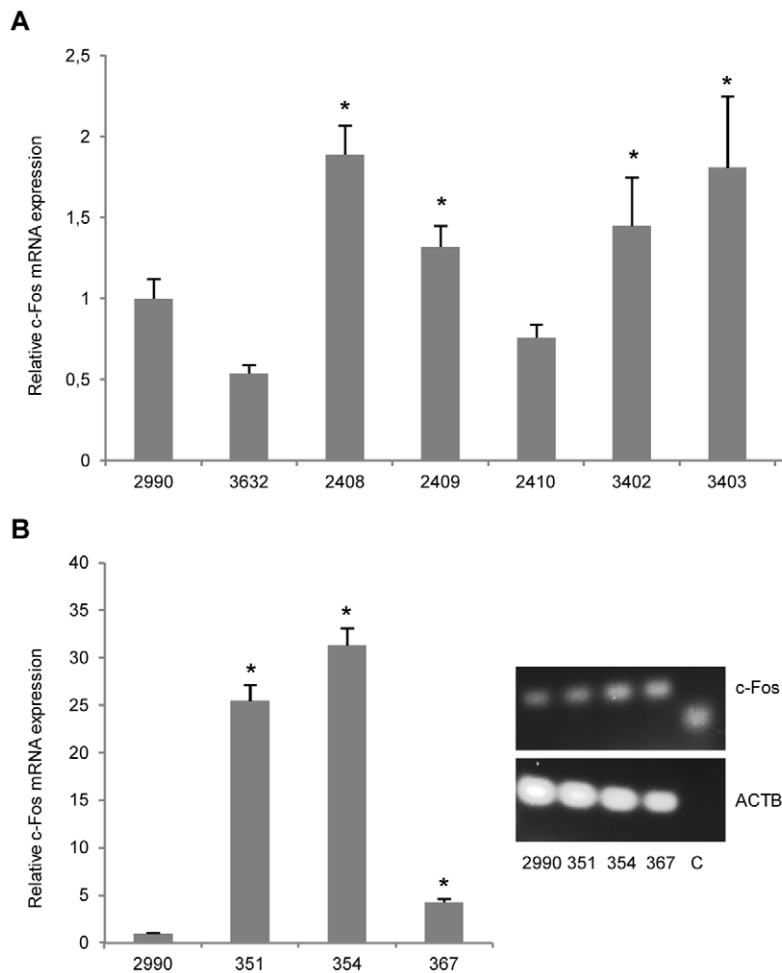 A
Relative c-Fos mRNA expression
2,5
2
1,5
1
0,5
0
*
*
*
*
2990 3632 2408 2409 2410 3402 3403
B
Relative c-Fos mRNA expression
40
35
30
25
20
15
10
5
0
*
*
*
2990 351 354 367
c-Fos
ACTB
2990 351 354 367 C